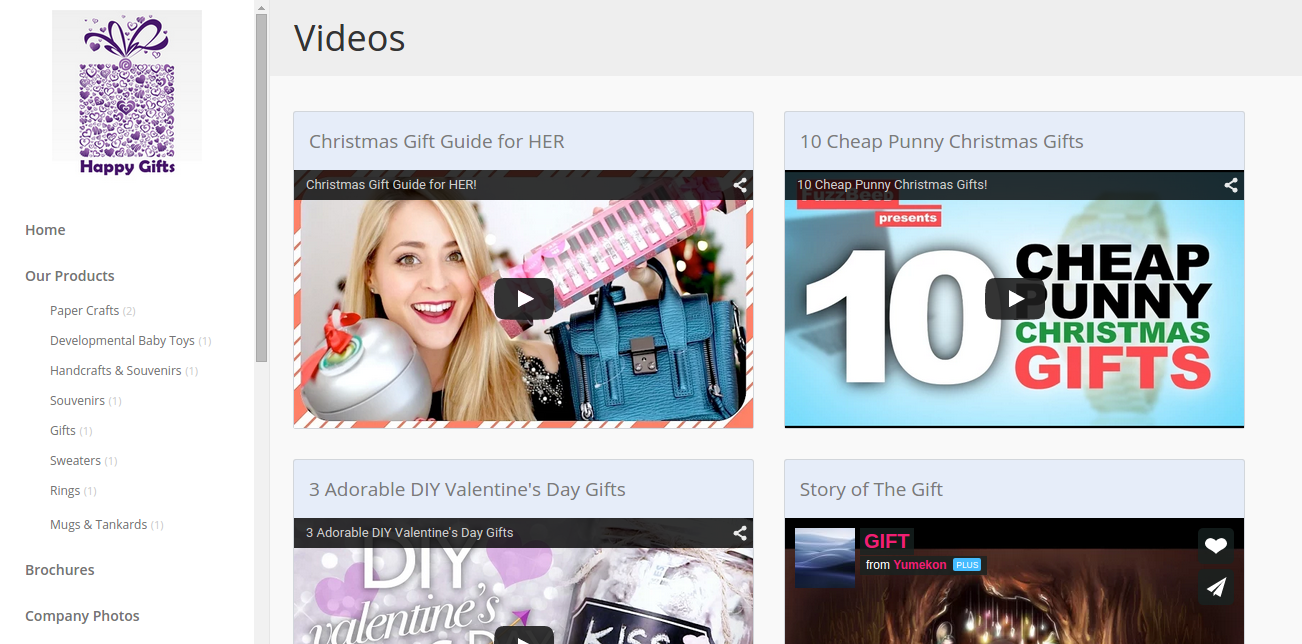 Happy Gifts
Home
Our Products
Paper Crafts (2)
Developmental Baby Toys (1)
Handcrafts & Souvenirs (1)
Souvenirs (1)
Gifts (1)
Sweaters (1)
Rings (1)
Mugs & Tankards (1)
Brochures
Company Photos
Videos
Christmas Gift Guide for HER
Christmas Gift Guide for HER!
10 Cheap Punny Christmas Gifts
10 Cheap Punny Christmas Gifts!
FuzzBeep
presents
10
CHEAP
PUNNY
CHRISTMAS
GIFTS
3 Adorable DIY Valentine's Day Gifts
3 Adorable DIY Valentine's Day Gifts
DIY
valentine's
KISS
Story of The Gift
GIFT
from Yumekon PLUS